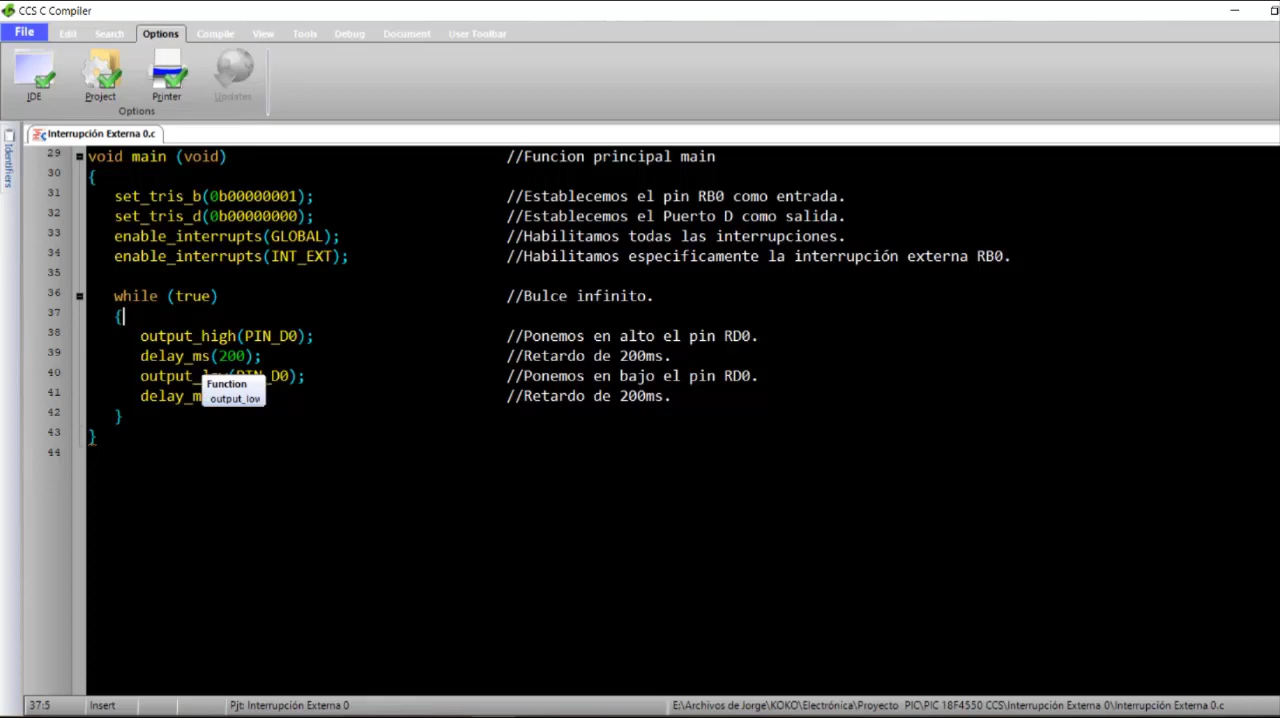 CCS C Compiler
File Edit Search Options Compile View Tools Debug Document User Toolbar
IDE Project Printer Updates
Options
Identifiers
Interrupción Externa 0.c
29 void main (void) //Funcion principal main
30 {
31 set_tris_b(0b00000001); //Establecemos el pin RB0 como entrada.
32 set_tris_d(0b00000000); //Establecemos el Puerto D como salida.
33 enable_interrupts(GLOBAL); //Habilitamos todas las interrupciones.
34 enable_interrupts(INT_EXT); //Habilitamos especificamente la interrupción externa RB0.
35
36 while (true) //Bulce infinito.
37 {
38 output_high(PIN_D0); //Ponemos en alto el pin RD0.
39 delay_ms(200); //Retardo de 200ms.
40 output_low(PIN_D0); //Ponemos en bajo el pin RD0.
Function
output_low
41 delay_m //Retardo de 200ms.
42 }
43 }
44
37:5 Insert Pjt: Interrupción Externa 0 E:\Archivos de Jorge\KOKO\Electrónica\Proyecto PIC\PIC 18F4550 CCS\Interrupción Externa 0\Interrupción Externa 0.c